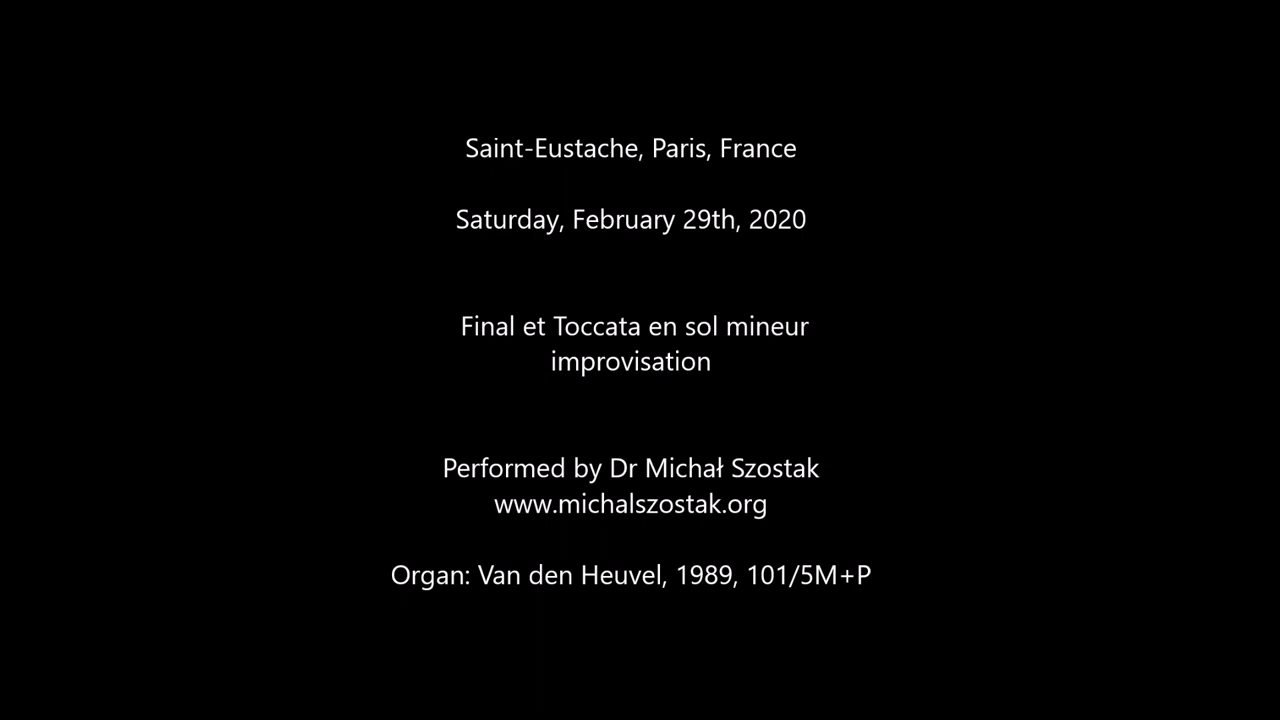 Saint-Eustache, Paris, France
Saturday, February 29th, 2020
Final et Toccata en sol mineur
improvisation
Performed by Dr Michał Szostak
www.michalszostak.org
Organ: Van den Heuvel, 1989, 101/5M+P